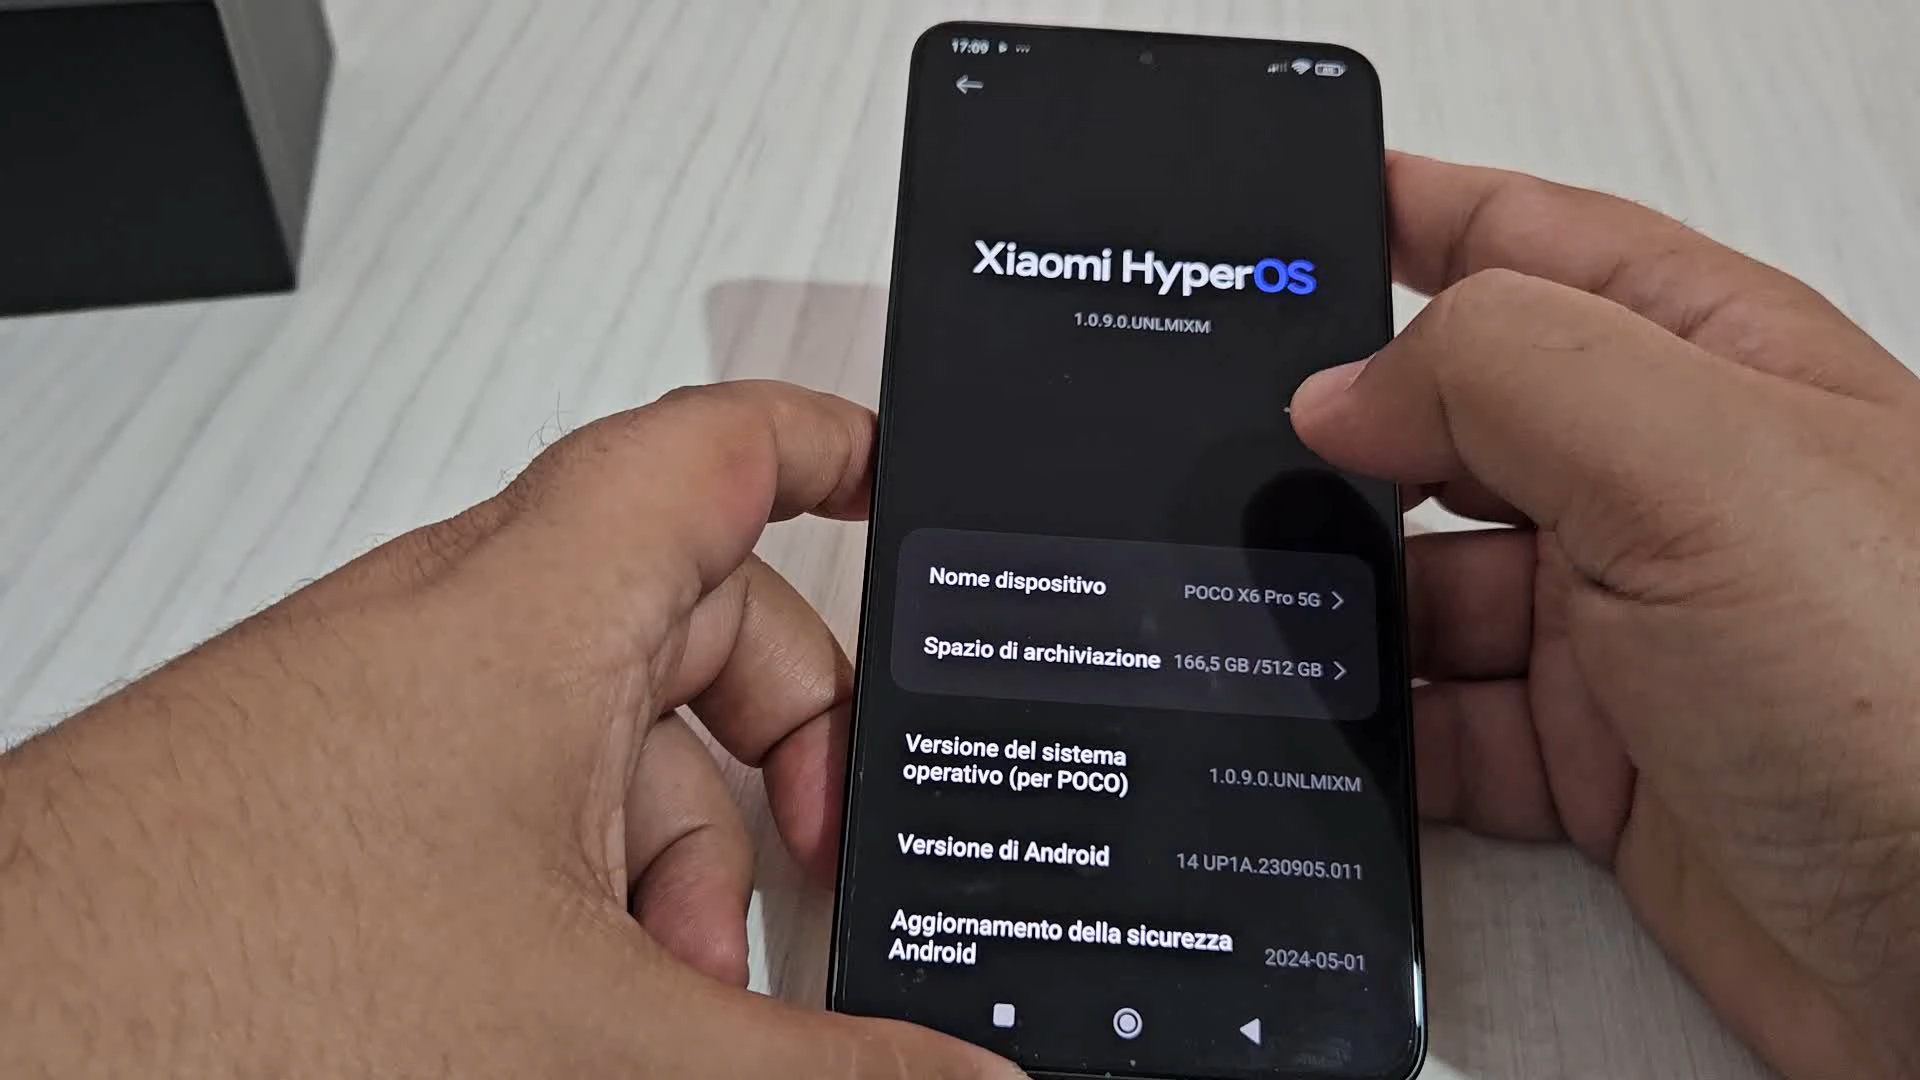 17:09
Xiaomi HyperOS
1.0.9.0.UNLMIXM
Nome dispositivo POCO X6 Pro 5G
Spazio di archiviazione 166,5 GB /512 GB
Versione del sistema
operativo (per POCO) 1.0.9.0.UNLMIXM
Versione di Android 14 UP1A.230905.011
Aggiornamento della sicurezza
Android 2024-05-01